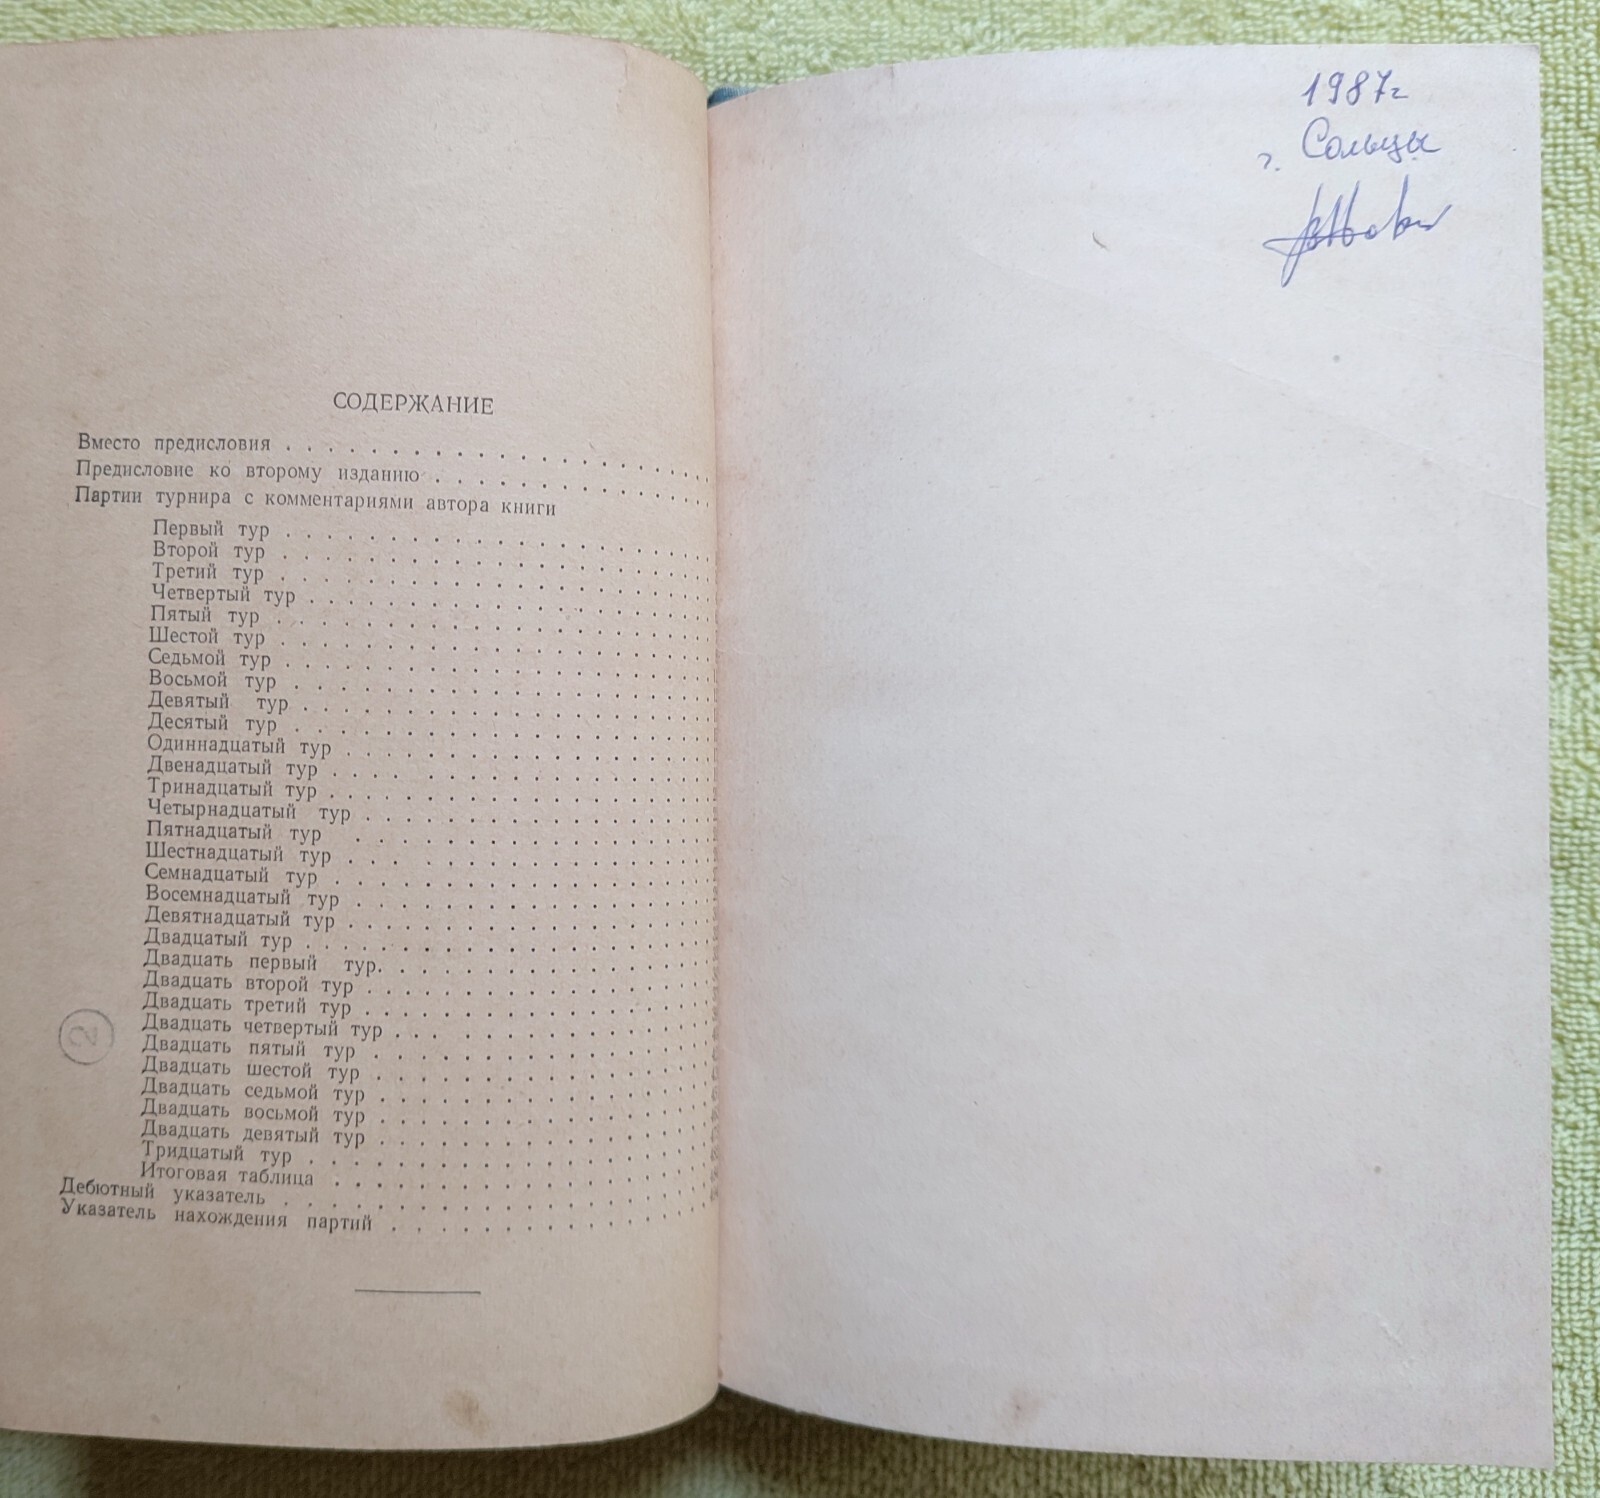 СОДЕРЖАНИЕ
Вместо предисловия
Предисловие ко второму изданию
Партии турнира с комментариями автора книги
Первый тур
Второй тур
Третий тур
Четвертый тур
Пятый тур
Шестой тур
Седьмой тур
Восьмой тур
Девятый тур
Десятый тур
Одиннадцатый тур
Двенадцатый тур
Тринадцатый тур
Четырнадцатый тур
Пятнадцатый тур
Шестнадцатый тур
Семнадцатый тур
Восемнадцатый тур
Девятнадцатый тур
Двадцатый тур
Двадцать первый тур.
Двадцать второй тур
Двадцать третий тур
Двадцать четвертый тур
Двадцать пятый тур
Двадцать шестой тур
Двадцать седьмой тур
Двадцать восьмой тур
Двадцать девятый тур
Тридцатый тур
Итоговая таблица
Дебютный указатель
Указатель нахождения партий
2
1987г
г. Сольцы